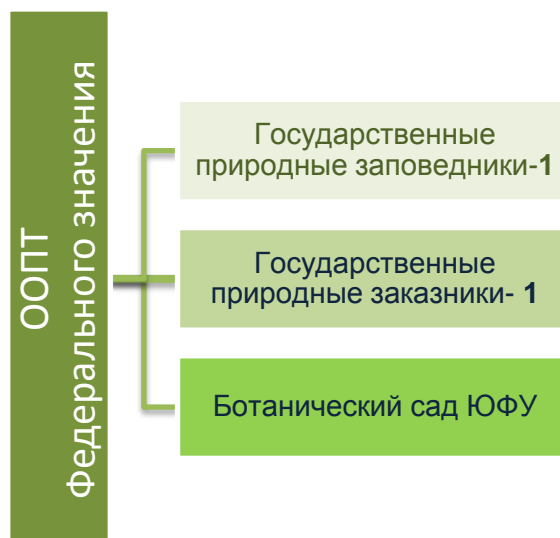 ООПТ
Федерального значения
Государственные
природные заповедники-1
Государственные
природные заказники- 1
Ботанический сад ЮФУ